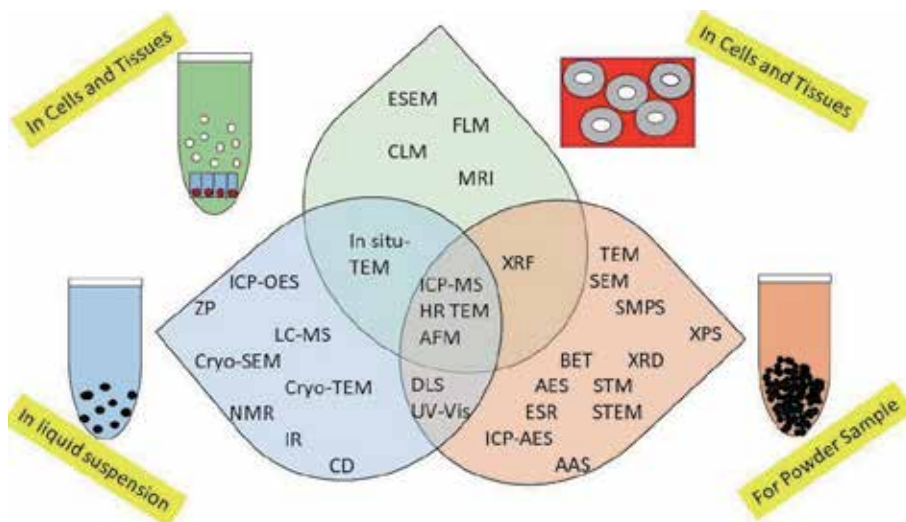 In Cells and Tissues
In Cells and Tissues
ESEM
FLM
CLM
MRI
In situ-
TEM
XRF
ICP-MS
HR TEM
AFM
DLS
UV-Vis
ICP-OES
ZP
LC-MS
Cryo-SEM
Cryo-TEM
NMR
IR
CD
TEM
SEM
SMPS
XPS
BET
XRD
AES
STM
ESR
STEM
ICP-AES
AAS
In liquid suspension
For Powder Sample